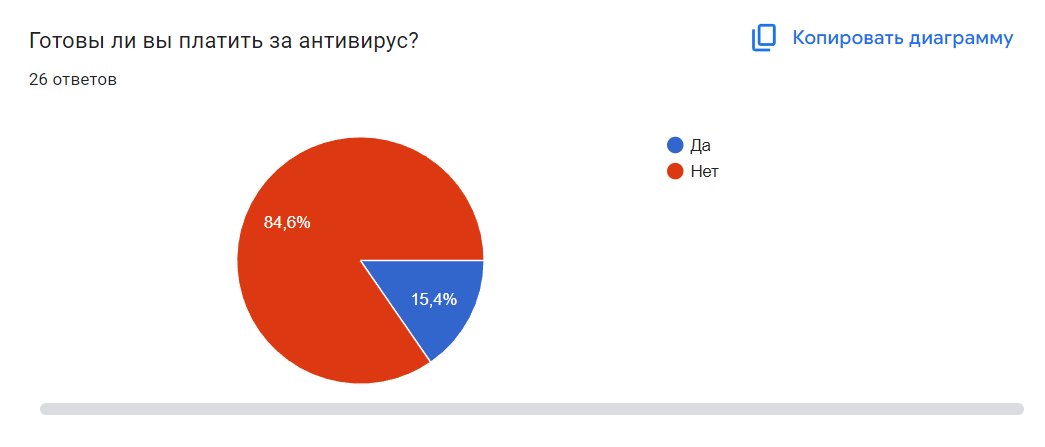 Готовы ли вы платить за антивирус?
Копировать диаграмму
26 ответов
Да
Нет
84,6%
15,4%